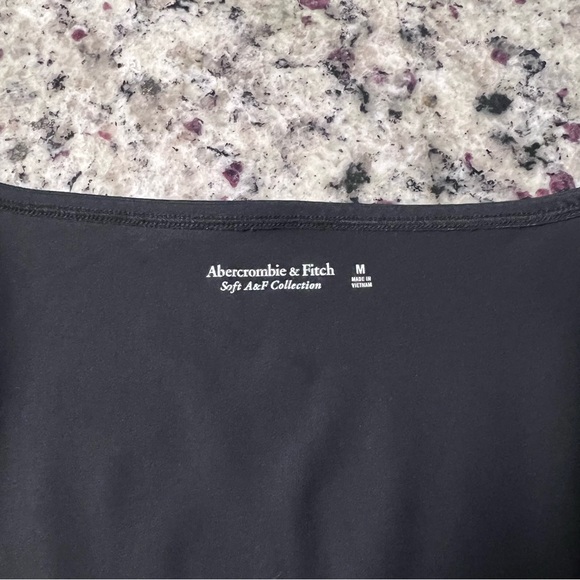 Abercrombie & Fitch
Soft A&F Collection
M
MADE IN
VIETNAM